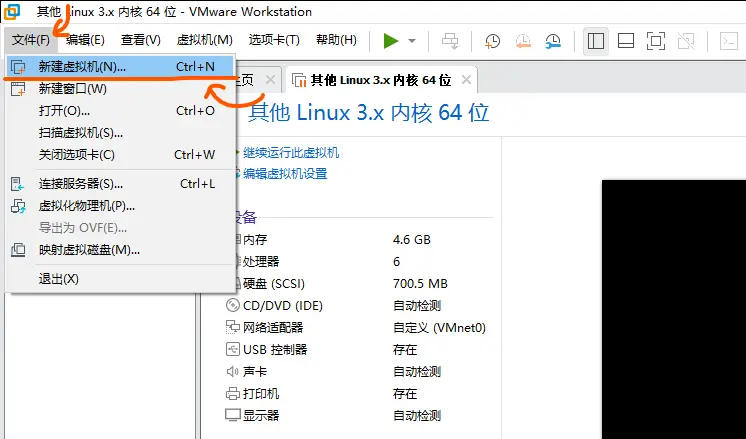 其他 Linux 3.x 内核 64 位 - VMware Workstation
文件(F) 编辑(E) 查看(V) 虚拟机(M) 选项卡(T) 帮助(H)
新建虚拟机(N)... Ctrl+N
新建窗口(W)
打开(O)... Ctrl+O
扫描虚拟机(S)...
关闭选项卡(C) Ctrl+W
连接服务器(S)... Ctrl+L
虚拟化物理机(P)...
导出为 OVF(E)...
映射虚拟磁盘(M)...
退出(X)
主页 其他 Linux 3.x 内核 64 位
其他 Linux 3.x 内核 64 位
继续运行此虚拟机
编辑虚拟机设置
设备
内存 4.6 GB
处理器 6
硬盘 (SCSI) 700.5 MB
CD/DVD (IDE) 自动检测
网络适配器 自定义 (VMnet0)
USB 控制器 存在
声卡 自动检测
打印机 存在
显示器 自动检测